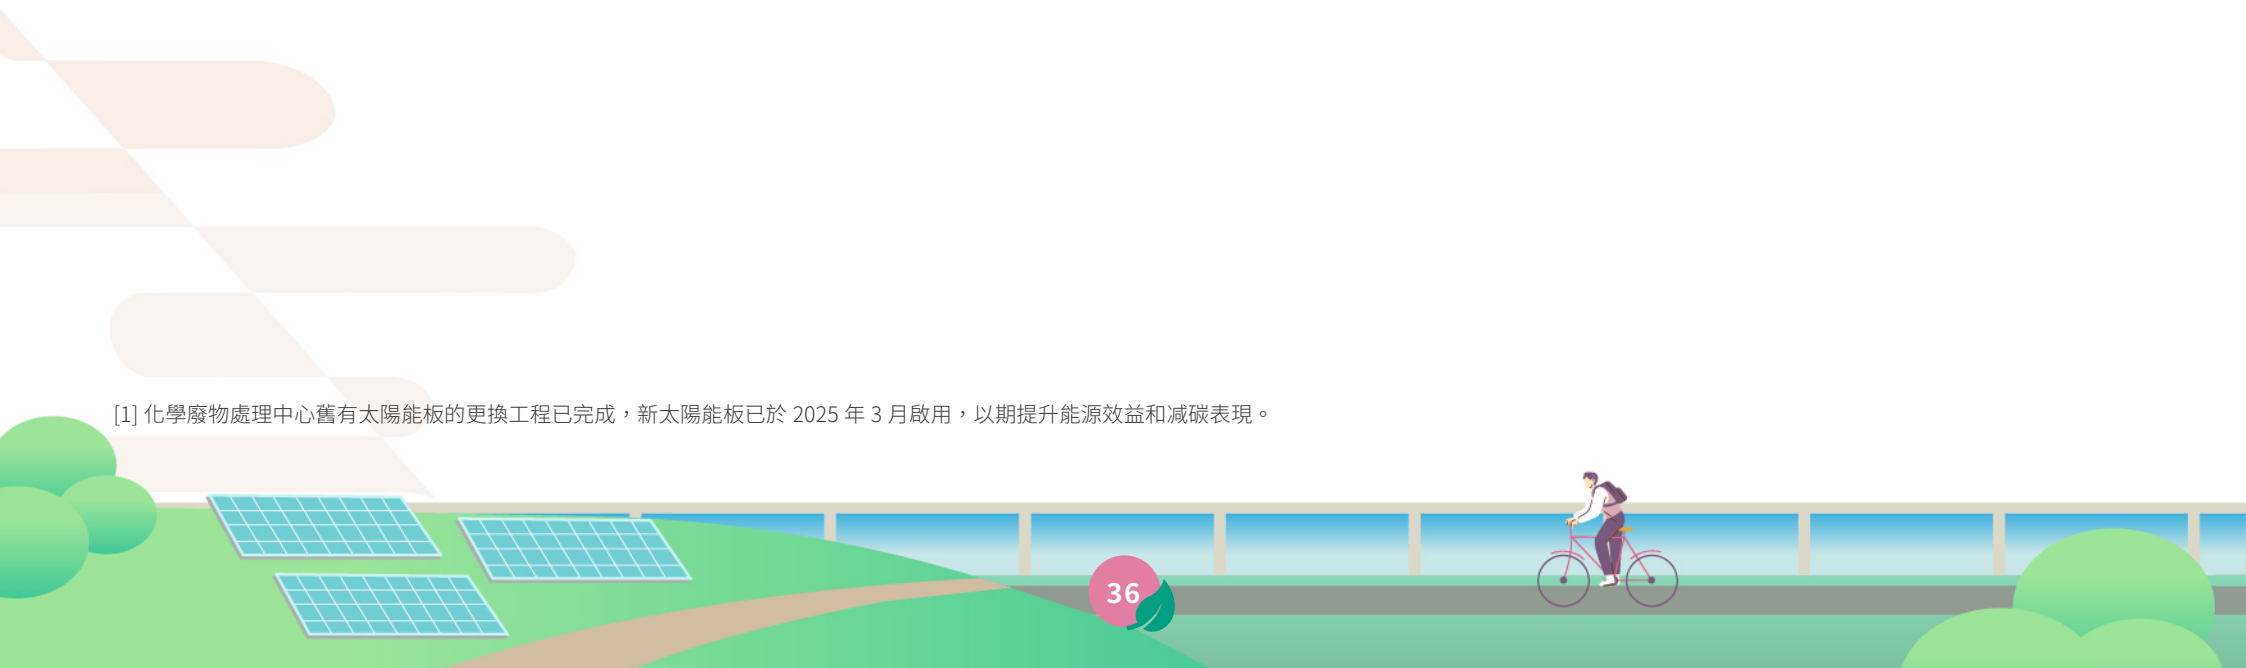 [1] 化學廢物處理中心舊有太陽能板的更換工程已完成，新太陽能板已於 2025 年 3 月啟用，以期提升能源效益和减碳表現。
36